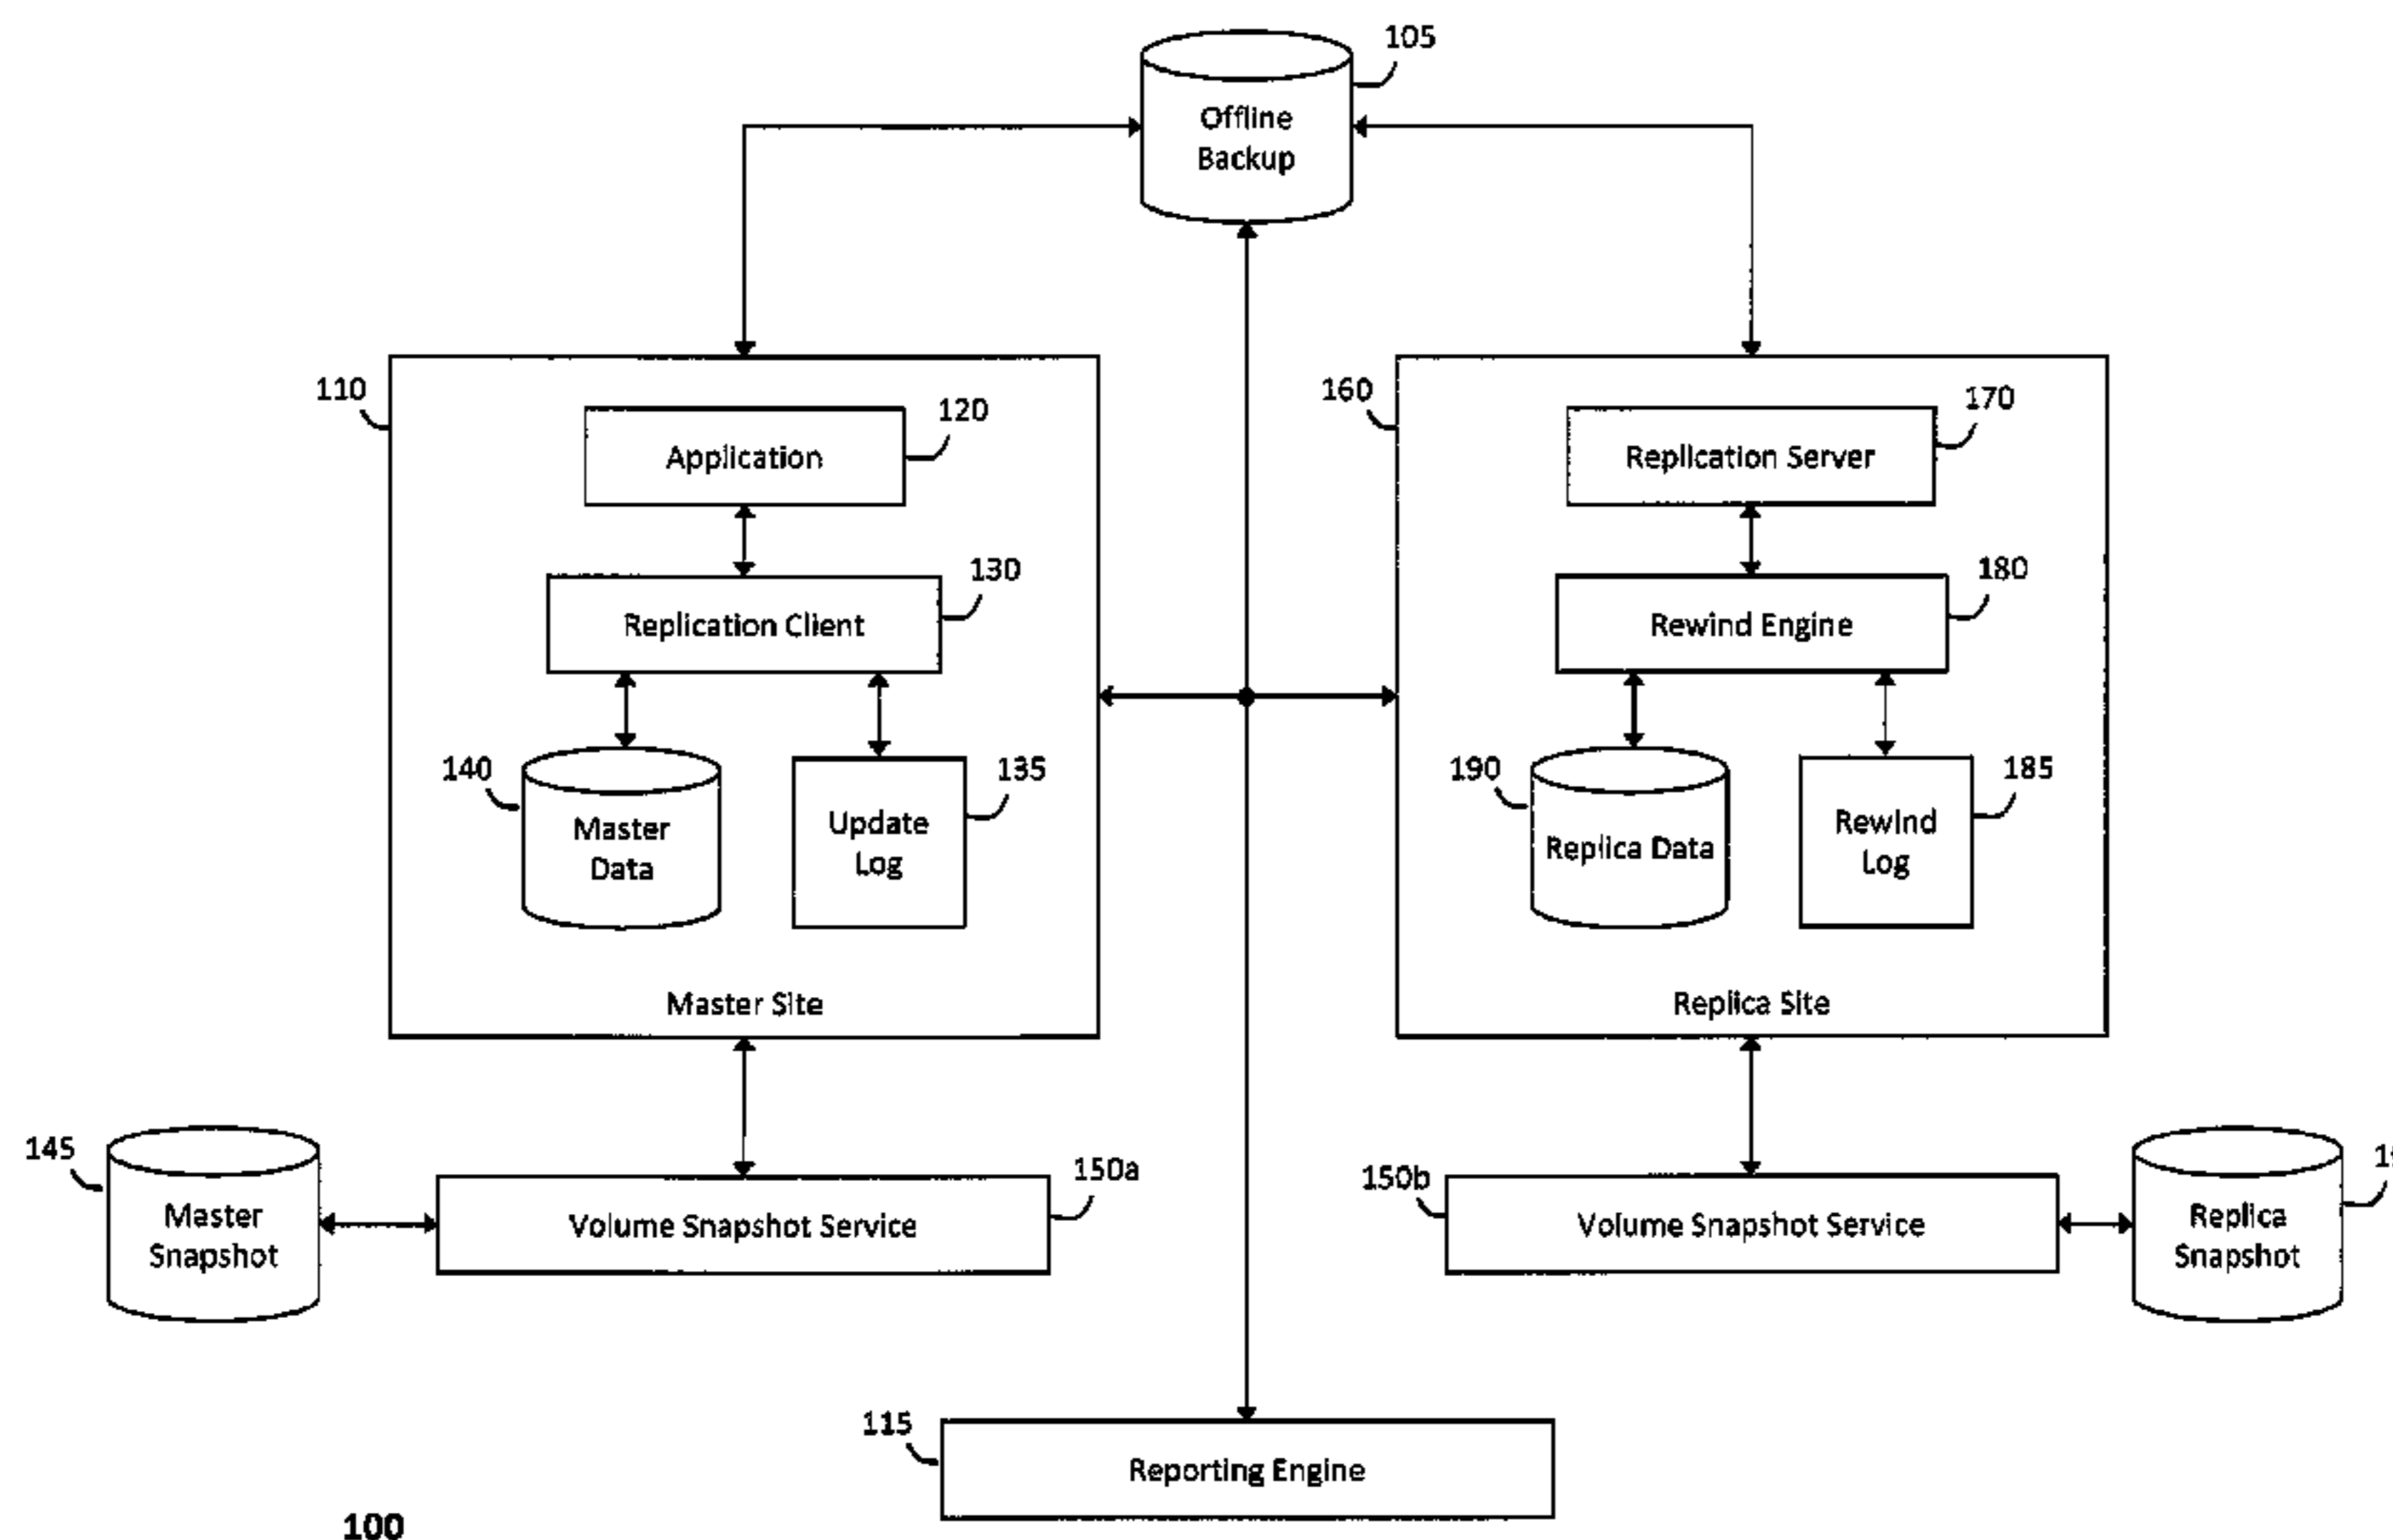 105
Offline
Backup
110
120
Application
160
170
Replication Server
130
Replication Client
180
Rewind Engine
140
Master
Data
135
Update
Log
190
Replica Data
185
Rewind
Log
Master Site
Replica Site
145
Master
Snapshot
150a
Volume Snapshot Service
150b
Volume Snapshot Service
Replica
Snapshot
115
Reporting Engine
100